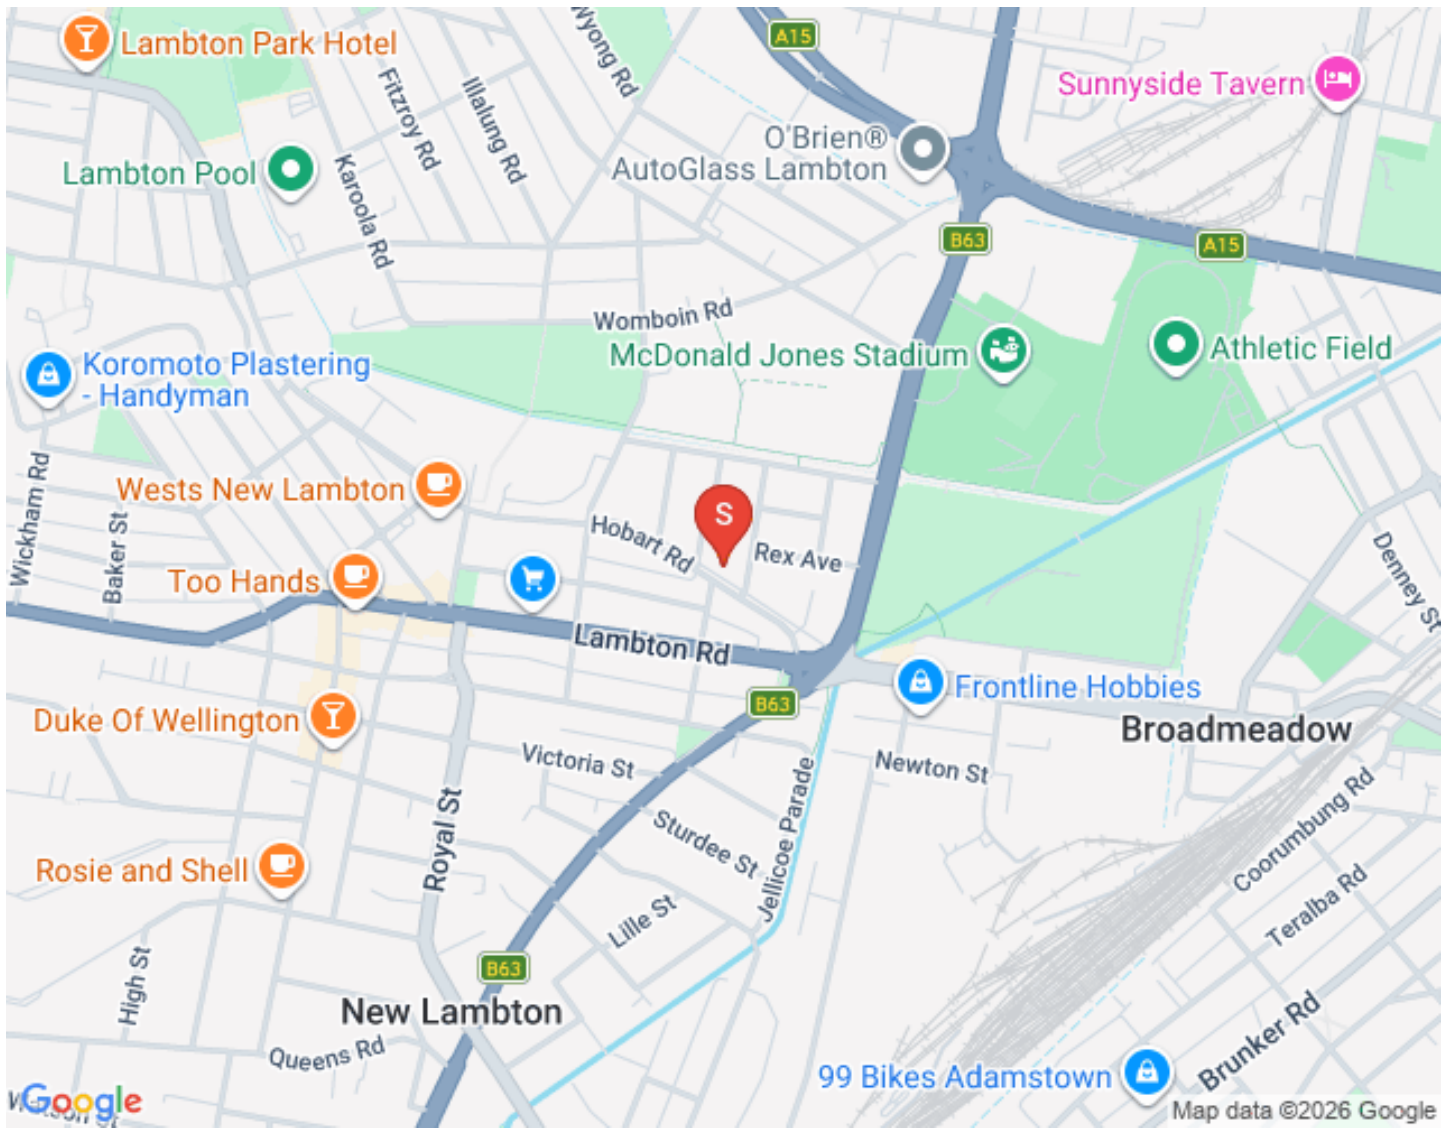 Lambton Park Hotel
A15
Wyong Rd
Sunnyside Tavern
Fitzroy Rd
Illalung Rd
O'Brien®
AutoGlass Lambton
Lambton Pool
Karoola Rd
B63
A15
Womboin Rd
McDonald Jones Stadium
Athletic Field
Koromoto Plastering
- Handyman
Wickham Rd
Baker St
Wests New Lambton
S
Hobart Rd
Rex Ave
Denney St
Too Hands
Lambton Rd
Frontline Hobbies
B63
Duke Of Wellington
Broadmeadow
Victoria St
Newton St
Royal St
Sturdee St
Jellicoe Parade
Coorumbung Rd
Rosie and Shell
Lille St
Teralba Rd
High St
B63
New Lambton
Queens Rd
Brunker Rd
99 Bikes Adamstown
Google
Map data ©2026 Google